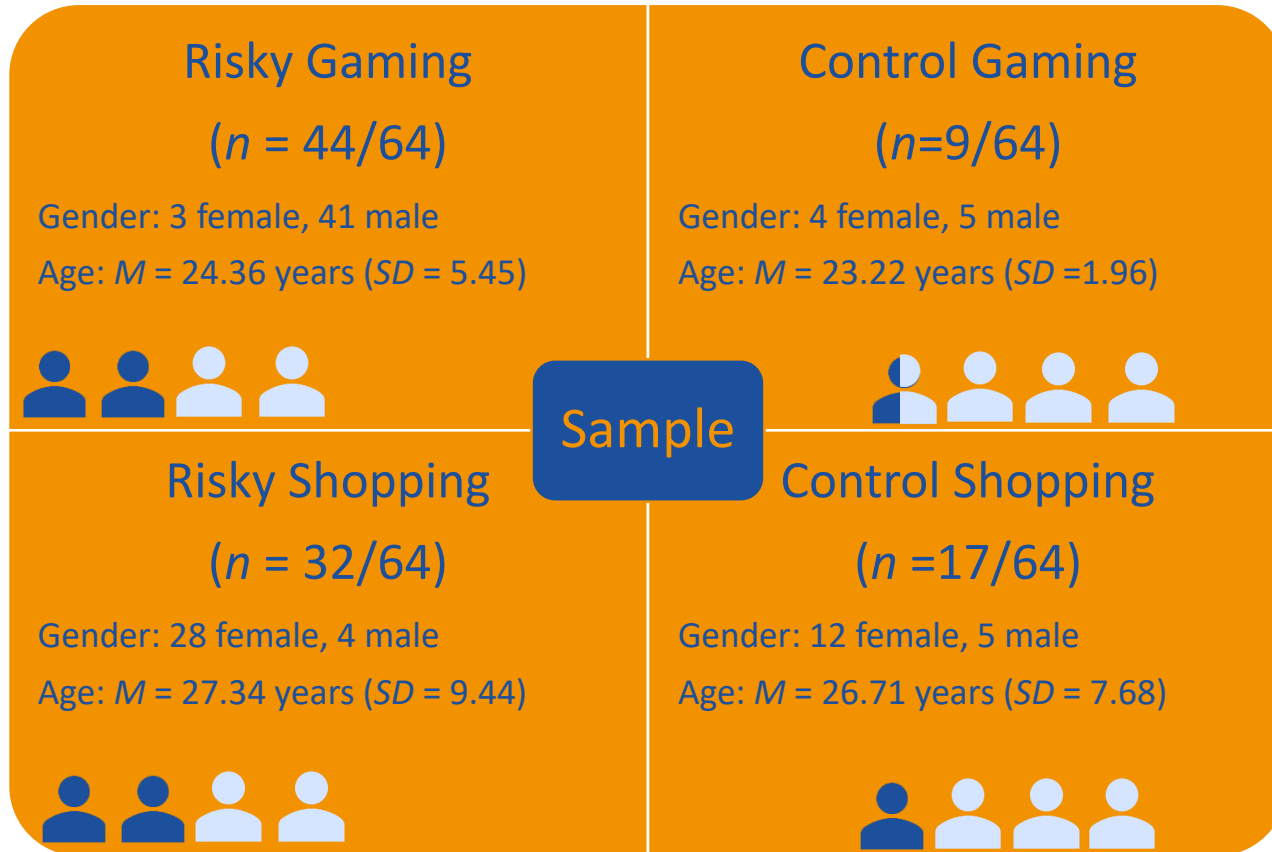 Risky Gaming
(n = 44/64)
Gender: 3 female, 41 male
Age: M = 24.36 years (SD = 5.45)
Control Gaming
(n=9/64)
Gender: 4 female, 5 male
Age: M = 23.22 years (SD =1.96)
Sample
Risky Shopping
(n = 32/64)
Gender: 28 female, 4 male
Age: M = 27.34 years (SD = 9.44)
Control Shopping
(n =17/64)
Gender: 12 female, 5 male
Age: M = 26.71 years (SD = 7.68)